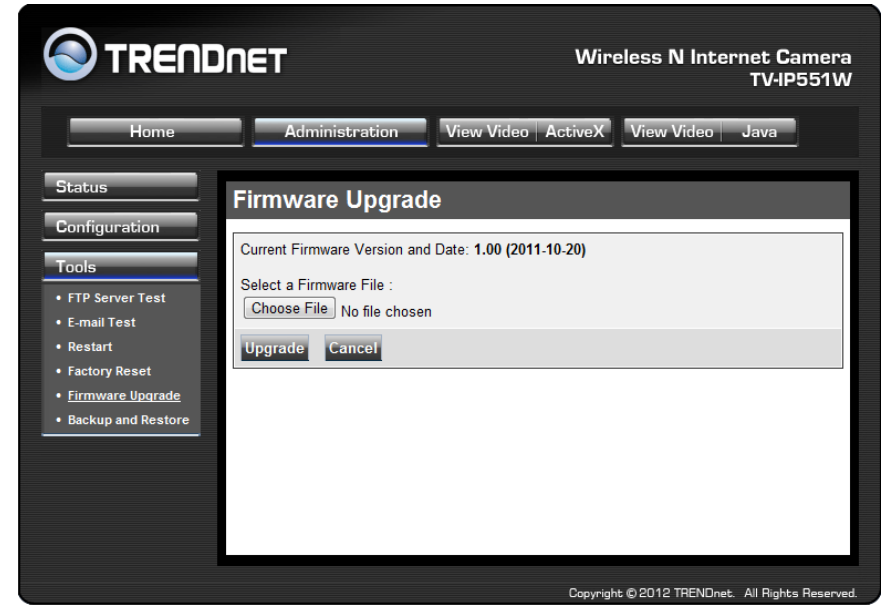 TRENDNET
Wireless N Internet Camera
TV-IP551W
Home Administration View Video ActiveX View Video Java
Status
Configuration
Tools
• FTP Server Test
• E-mail Test
• Restart
• Factory Reset
• Firmware Upgrade
• Backup and Restore
Firmware Upgrade
Current Firmware Version and Date: 1.00 (2011-10-20)
Select a Firmware File :
Choose File No file chosen
Upgrade Cancel
Copyright © 2012 TRENDnet. All Rights Reserved.